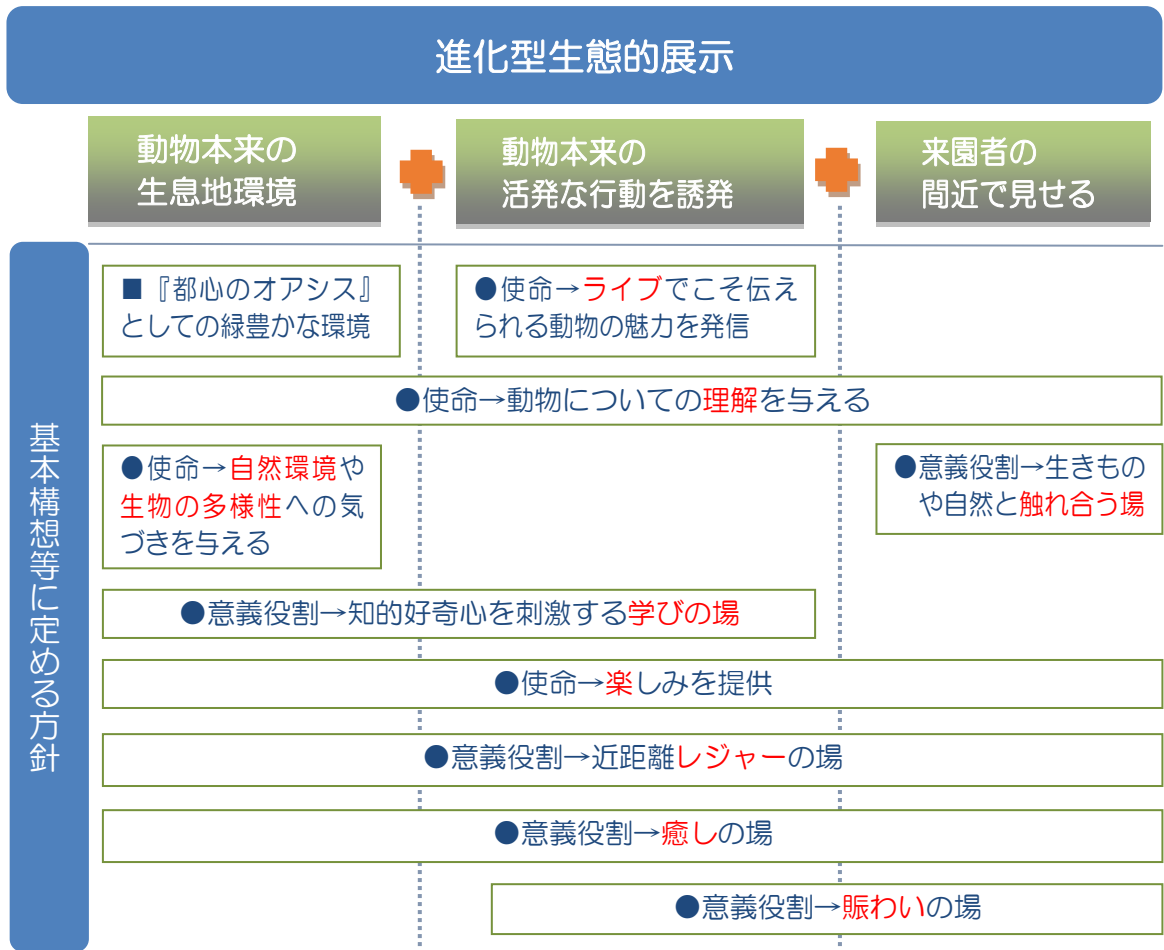 進化型生態的展示
動物本来の
生息地環境
動物本来の
活発な行動を誘発
来園者の
間近で見せる
基本構想等に定める方針
■『都心のオアシス』
としての緑豊かな環境
●使命→ライブでこそ伝え
られる動物の魅力を発信
●使命→動物についての理解を与える
●使命→自然環境や
生物の多様性への気
づきを与える
●意義役割→生きもの
や自然と触れ合う場
●意義役割→知的好奇心を刺激する学びの場
●使命→楽しみを提供
●意義役割→近距離レジャーの場
●意義役割→癒しの場
●意義役割→賑わいの場